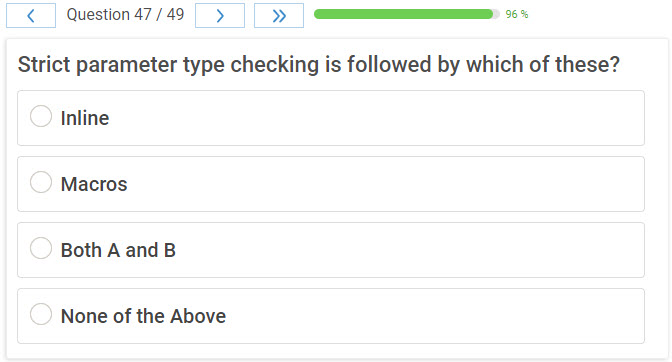 Question 47 / 49 96 %
Strict parameter type checking is followed by which of these?
Inline
Macros
Both A and B
None of the Above